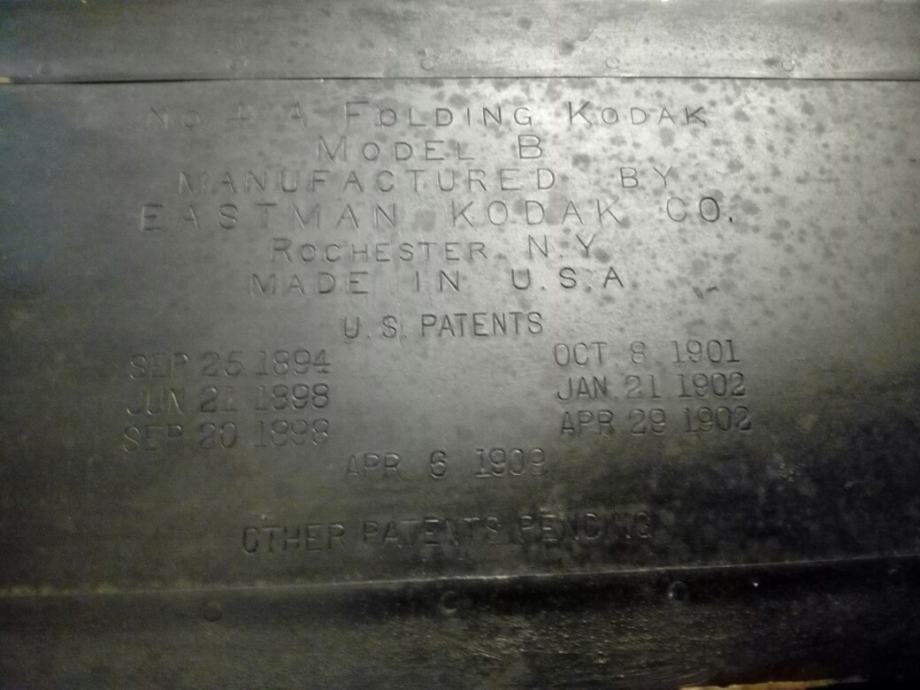 No 4 A FOLDING KODAK
MODEL B
MANUFACTURED BY
EASTMAN KODAK CO.
ROCHESTER. N.Y.
MADE IN U.S.A
U.S. PATENTS
SEP 25 1894 OCT 8 1901
JUN 21 1898 JAN 21 1902
SEP 20 1898 APR 29 1902
APR 6 1909
OTHER PATENTS PENDING